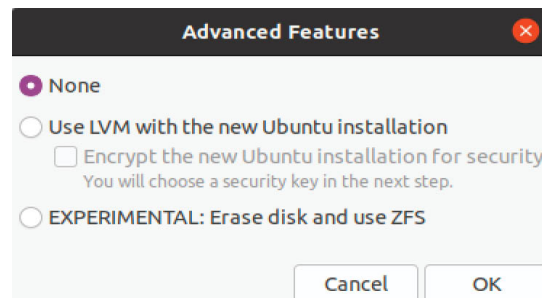 Advanced Features
None
Use LVM with the new Ubuntu installation
Encrypt the new Ubuntu installation for security
You will choose a security key in the next step.
EXPERIMENTAL: Erase disk and use ZFS
Cancel OK